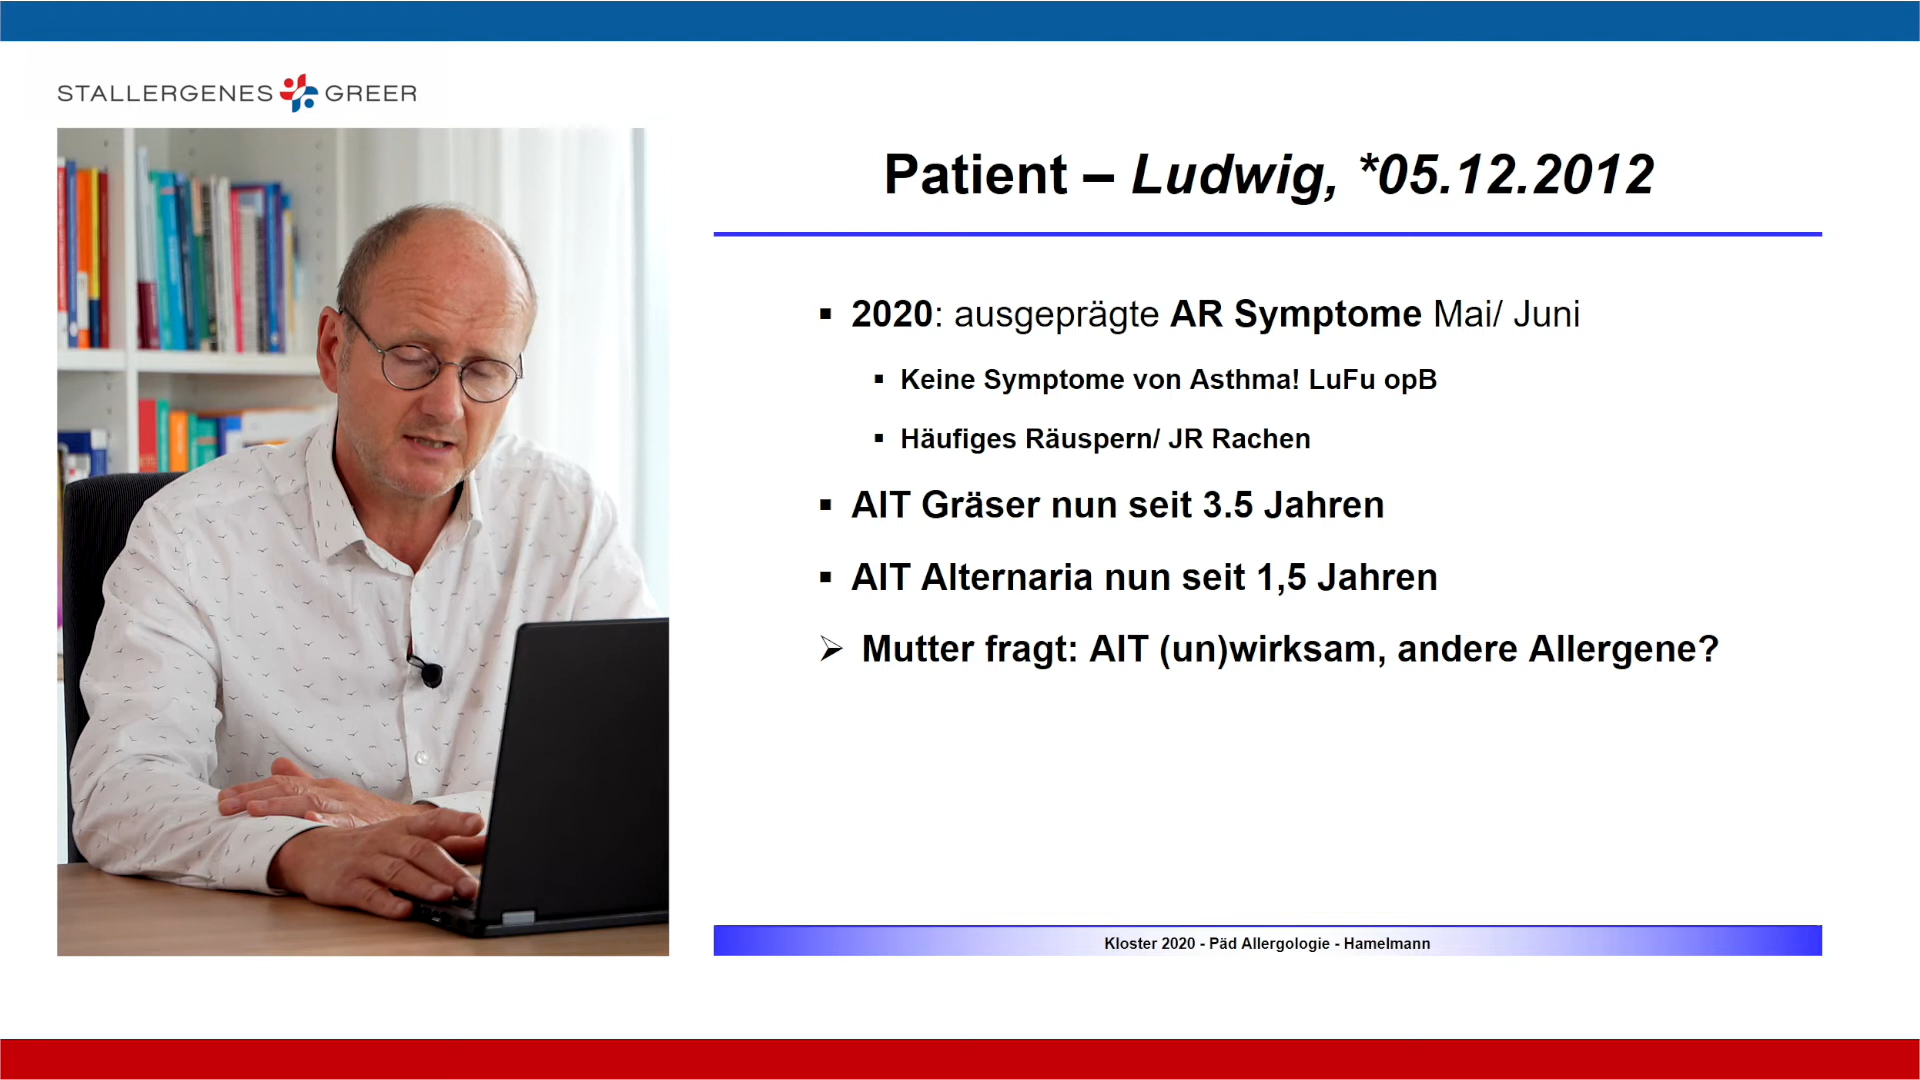 STALLERGENES GREER
Patient – Ludwig, *05.12.2012
▪ 2020: ausgeprägte AR Symptome Mai/ Juni
▪ Keine Symptome von Asthma! LuFu opB
▪ Häufiges Räuspern/ JR Rachen
▪ AIT Gräser nun seit 3.5 Jahren
▪ AIT Alternaria nun seit 1,5 Jahren
➢ Mutter fragt: AIT (un)wirksam, andere Allergene?
Kloster 2020 - Päd Allergologie - Hamelmann